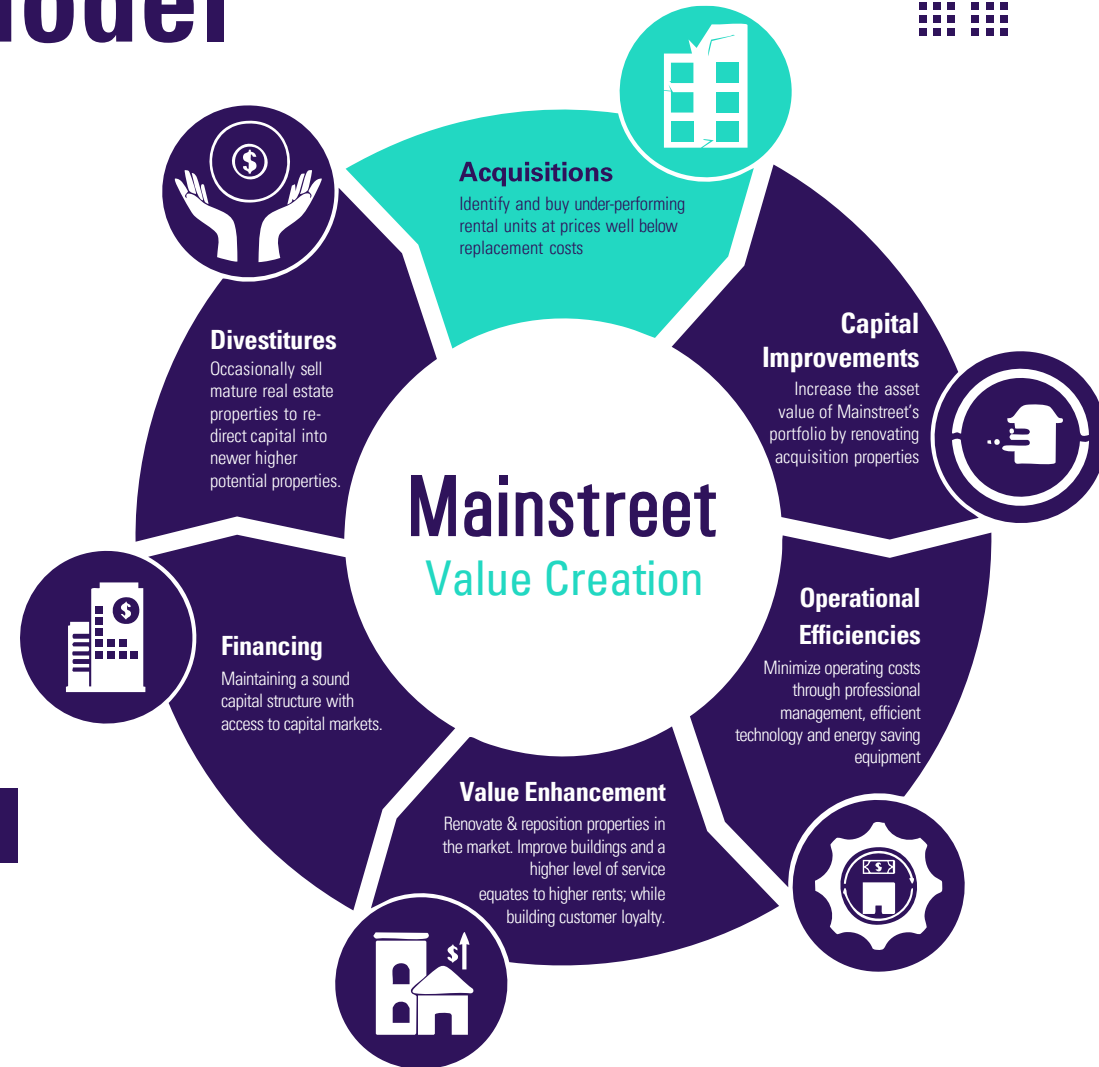 Acquisitions
Identify and buy under-performing
rental units at prices well below
replacement costs
Capital
Improvements
Increase the asset
value of Mainstreet's
portfolio by renovating
acquisition properties
Operational
Efficiencies
Minimize operating costs
through professional
management, efficient
technology and energy saving
equipment
Value Enhancement
Renovate & reposition properties in
the market. Improve buildings and a
higher level of service
equates to higher rents; while
building customer loyalty.
Financing
Maintaining a sound
capital structure with
access to capital markets.
Divestitures
Occasionally sell
mature real estate
properties to re-
direct capital into
newer higher
potential properties.
Mainstreet
Value Creation
$
$
$
$